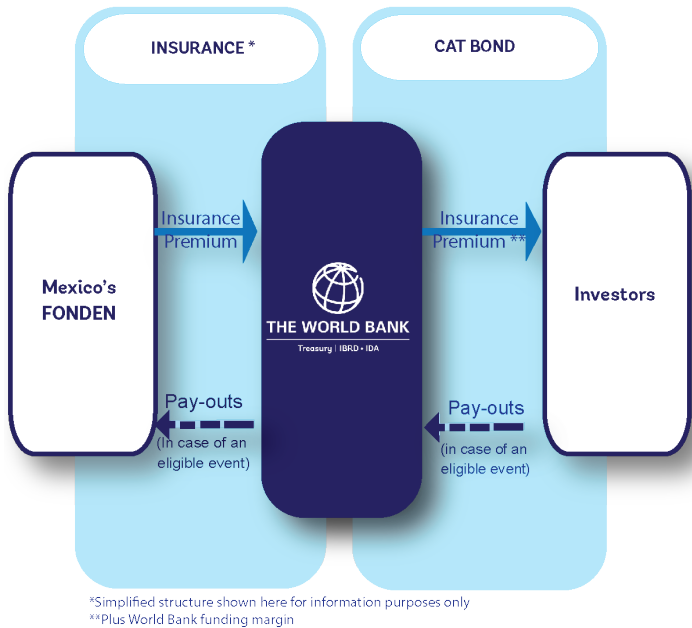 INSURANCE *
CAT BOND
Insurance
Premium
Insurance
Premium **
Mexico's
FONDEN
THE WORLD BANK
Treasury | IBRD • IDA
Investors
Pay-outs
(In case of an
eligible event)
Pay-outs
(in case of an
eligible event)
*Simplified structure shown here for information purposes only
**Plus World Bank funding margin